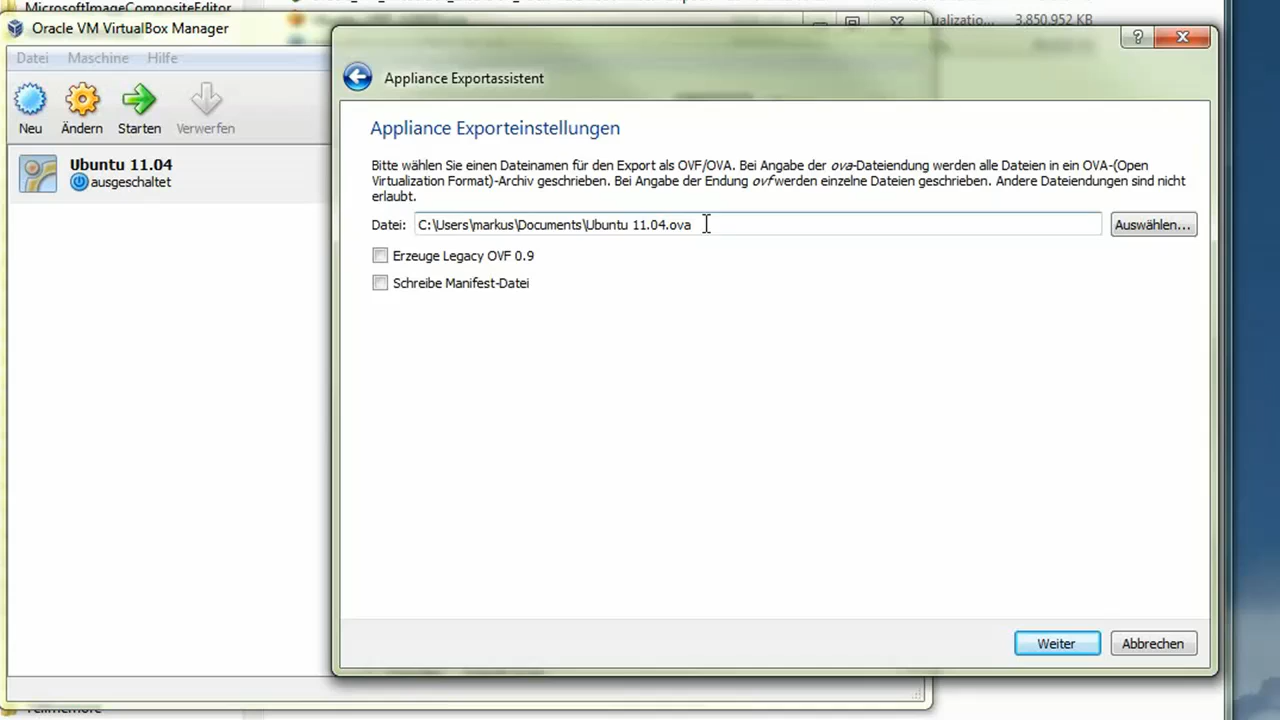 MicrosoftImageCompositeEditor
3.850.952 KB
Oracle VM VirtualBox Manager
Datei Maschine Hilfe
Neu Ändern Starten Verwerfen
Ubuntu 11.04
ausgeschaltet
?
Appliance Exportassistent
Appliance Exporteinstellungen
Bitte wählen Sie einen Dateinamen für den Export als OVF/OVA. Bei Angabe der ova-Dateiendung werden alle Dateien in ein OVA-(Open
Virtualization Format)-Archiv geschrieben. Bei Angabe der Endung ovf werden einzelne Dateien geschrieben. Andere Dateiendungen sind nicht
erlaubt.
Datei: C:\Users\markus\Documents\Ubuntu 11.04.ova Auswählen...
Erzeuge Legacy OVF 0.9
Schreibe Manifest-Datei
Weiter Abbrechen